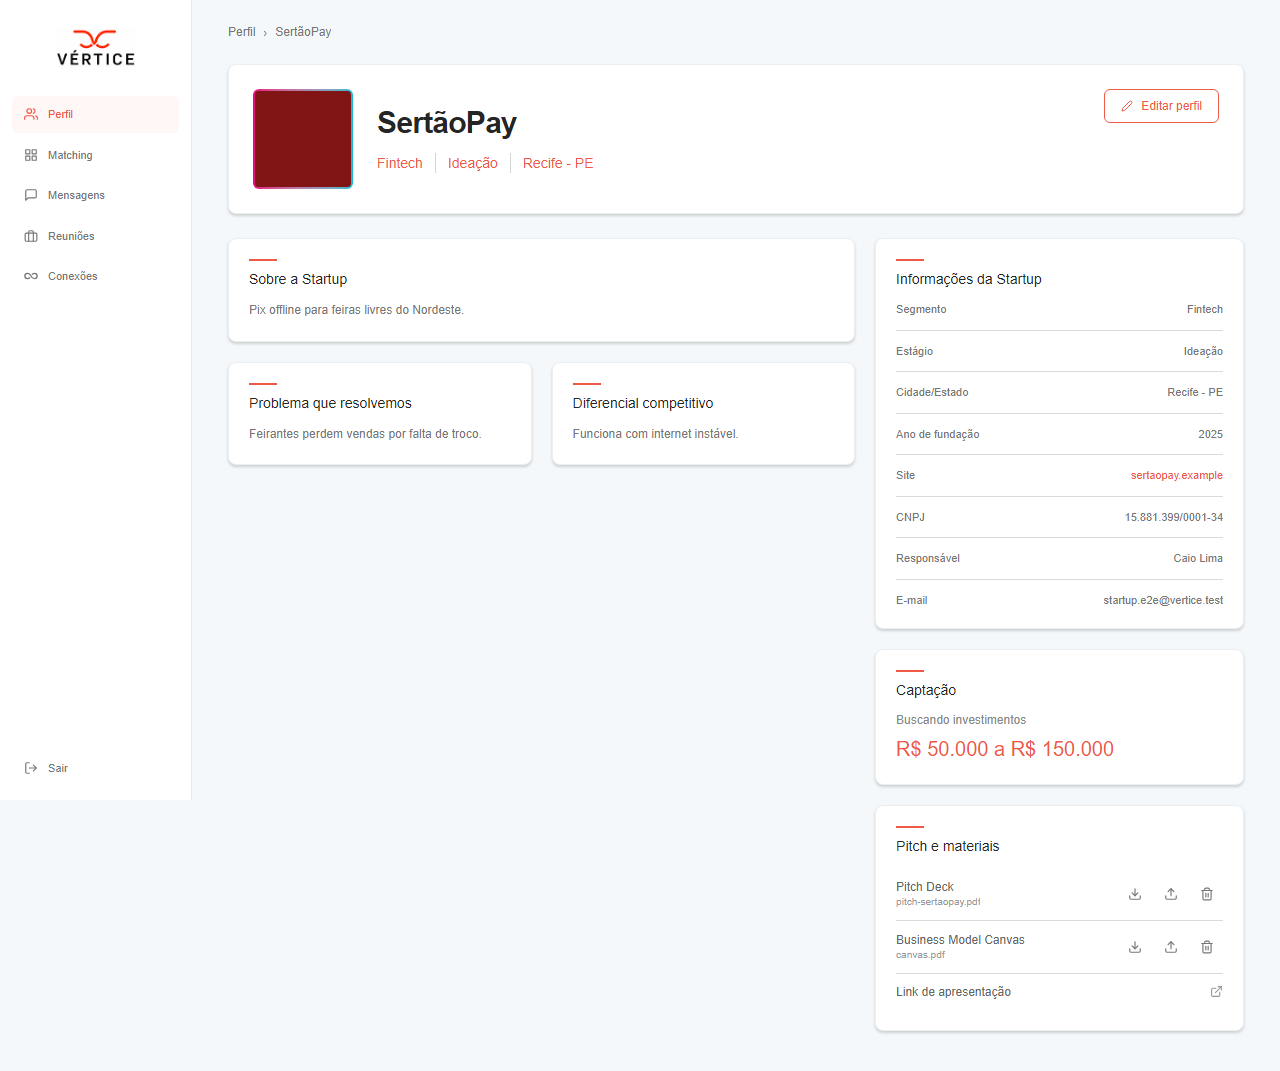 VÉRTICE
Perfil
Matching
Mensagens
Reuniões
Conexões
Sair
Perfil › SertãoPay
SertãoPay
Fintech Ideação Recife - PE
Editar perfil
Sobre a Startup
Pix offline para feiras livres do Nordeste.
Problema que resolvemos
Feirantes perdem vendas por falta de troco.
Diferencial competitivo
Funciona com internet instável.
Informações da Startup
Segmento Fintech
Estágio Ideação
Cidade/Estado Recife - PE
Ano de fundação 2025
Site sertaopay.example
CNPJ 15.881.399/0001-34
Responsável Caio Lima
E-mail startup.e2e@vertice.test
Captação
Buscando investimentos
R$ 50.000 a R$ 150.000
Pitch e materiais
Pitch Deck
pitch-sertaopay.pdf
Business Model Canvas
canvas.pdf
Link de apresentação